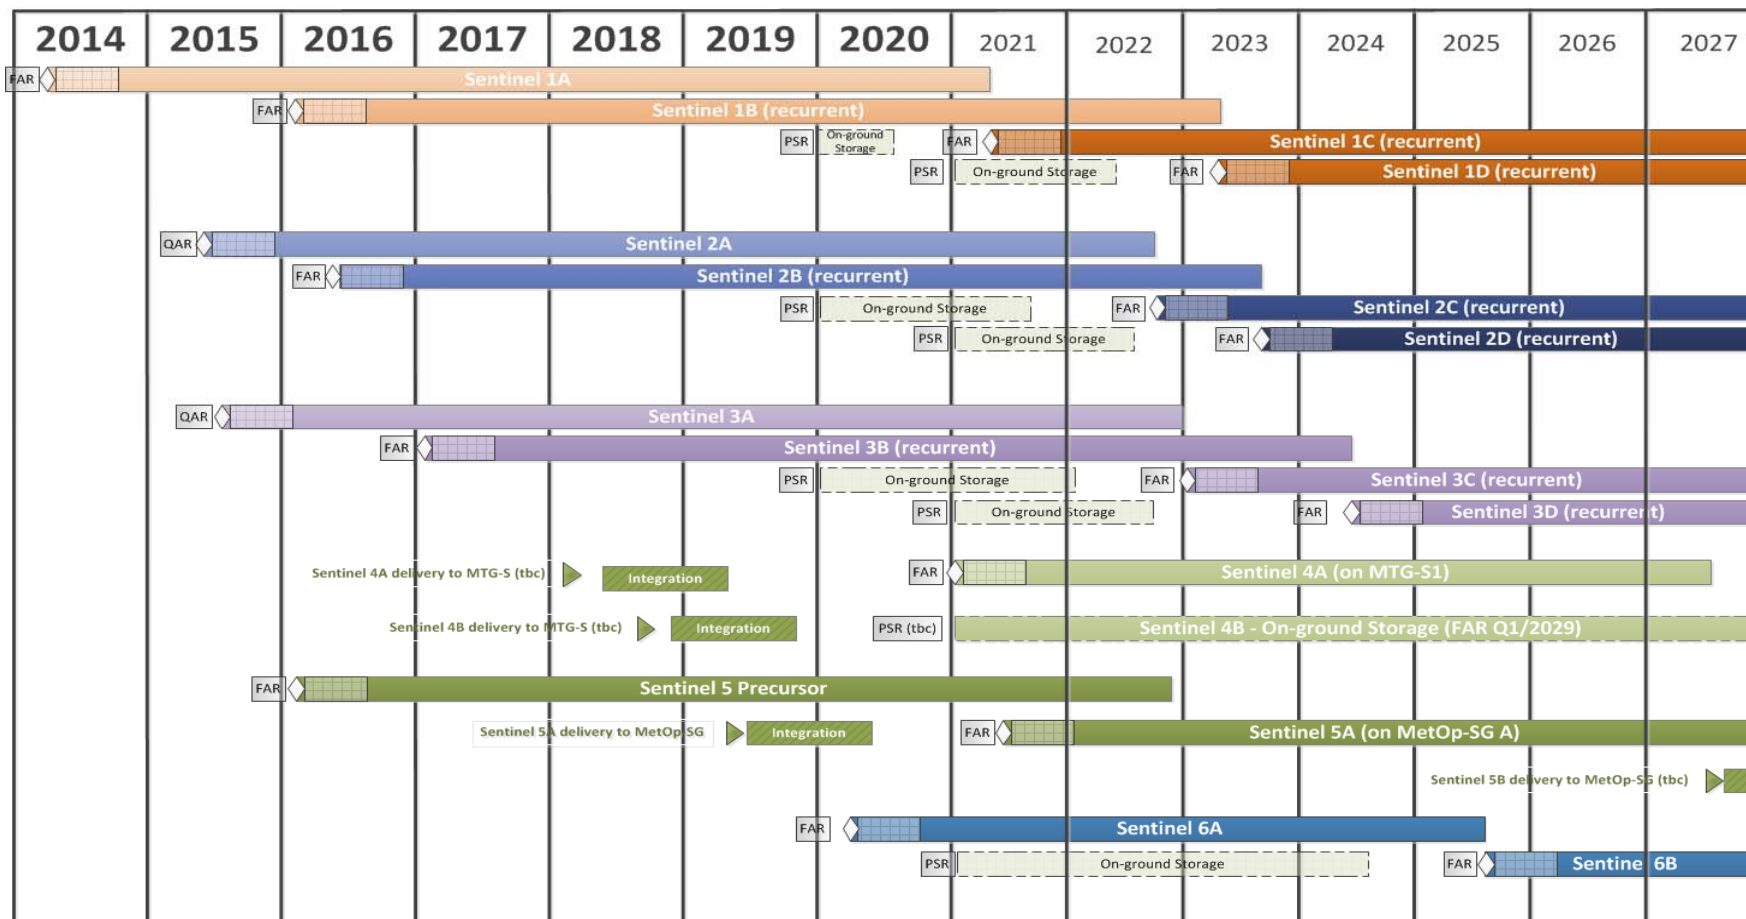 2014 2015 2016 2017 2018 2019 2020 2021 2022 2023 2024 2025 2026 2027
FAR Sentinel 1A
FAR Sentinel 1B (recurrent)
PSR On-ground
Storage
FAR Sentinel 1C (recurrent)
PSR On-ground Storage FAR Sentinel 1D (recurrent)
QAR Sentinel 2A
FAR Sentinel 2B (recurrent)
PSR On-ground Storage FAR Sentinel 2C (recurrent)
PSR On-ground Storage FAR Sentinel 2D (recurrent)
QAR Sentinel 3A
FAR Sentinel 3B (recurrent)
PSR On-ground Storage FAR Sentinel 3C (recurrent)
PSR On-ground Storage FAR Sentinel 3D (recurrent)
Sentinel 4A delivery to MTG-S (tbc) Integration FAR Sentinel 4A (on MTG-S1)
Sentinel 4B delivery to MTG-S (tbc) Integration PSR (tbc) Sentinel 4B - On-ground Storage (FAR Q1/2029)
FAR Sentinel 5 Precursor
Sentinel 5A delivery to MetOp SG Integration FAR Sentinel 5A (on MetOp-SG A)
Sentinel 5B delivery to MetOp-SG (tbc)
FAR Sentinel 6A
PSR On-ground Storage FAR Sentinel 6B